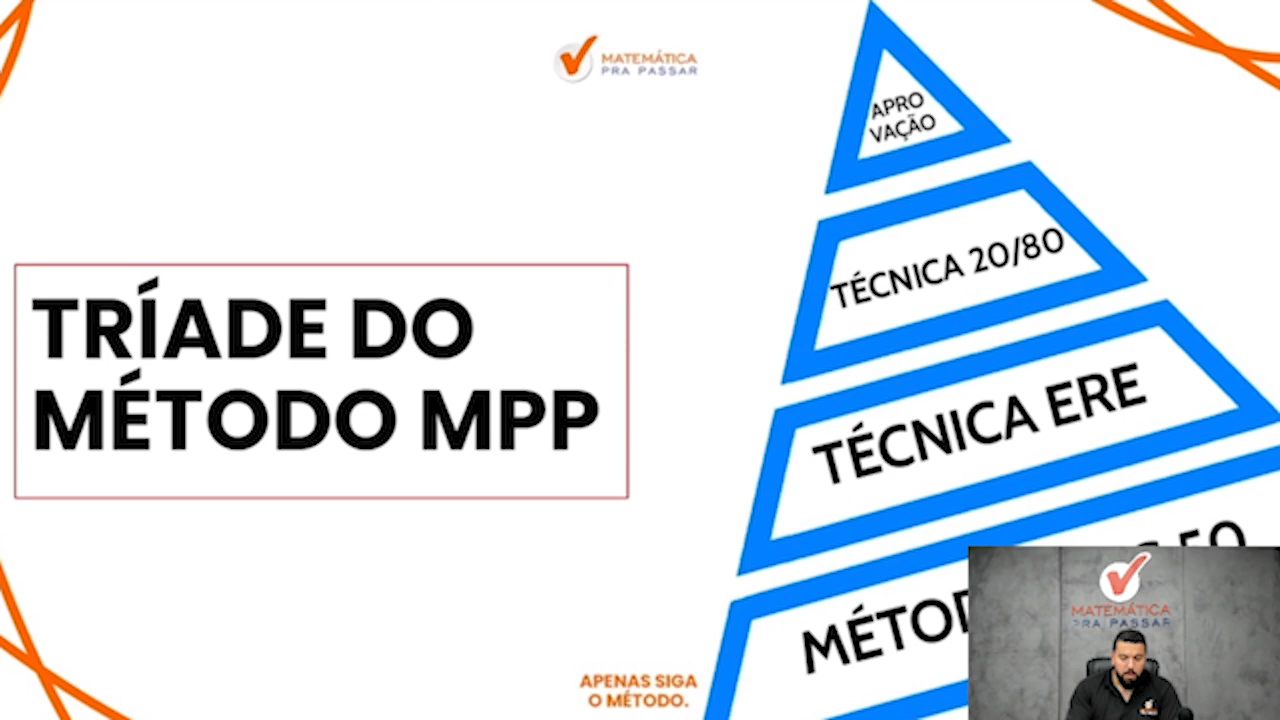 MATEMÁTICA
PRA PASSAR
APRO
VAÇÃO
TÉCNICA 20/80
TRÍADE DO
MÉTODO MPP
TÉCNICA ERE
50
MATEMÁTICA
PRA PASSAR
APENAS SIGA
O MÉTODO.